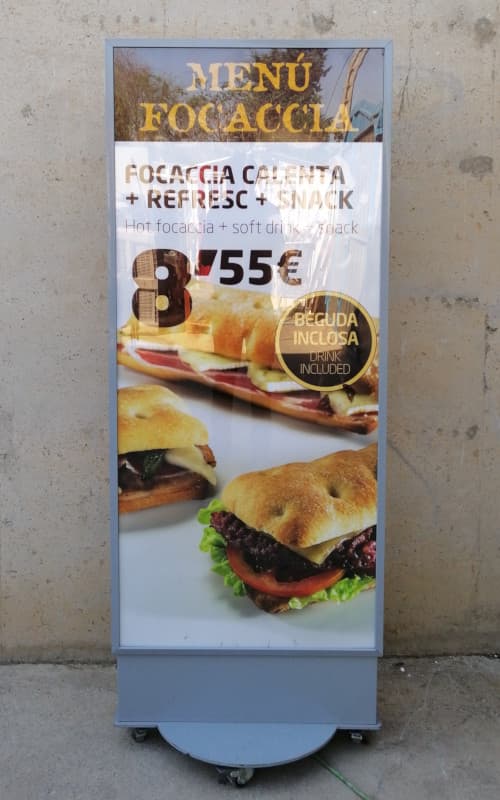 MENÚ
FOCACCIA
FOCACCIA CALENTA
+ REFRESC + SNACK
Hot focaccia + soft drink + snack
8'55€
BEGUDA
INCLOSA
DRINK
INCLUDED